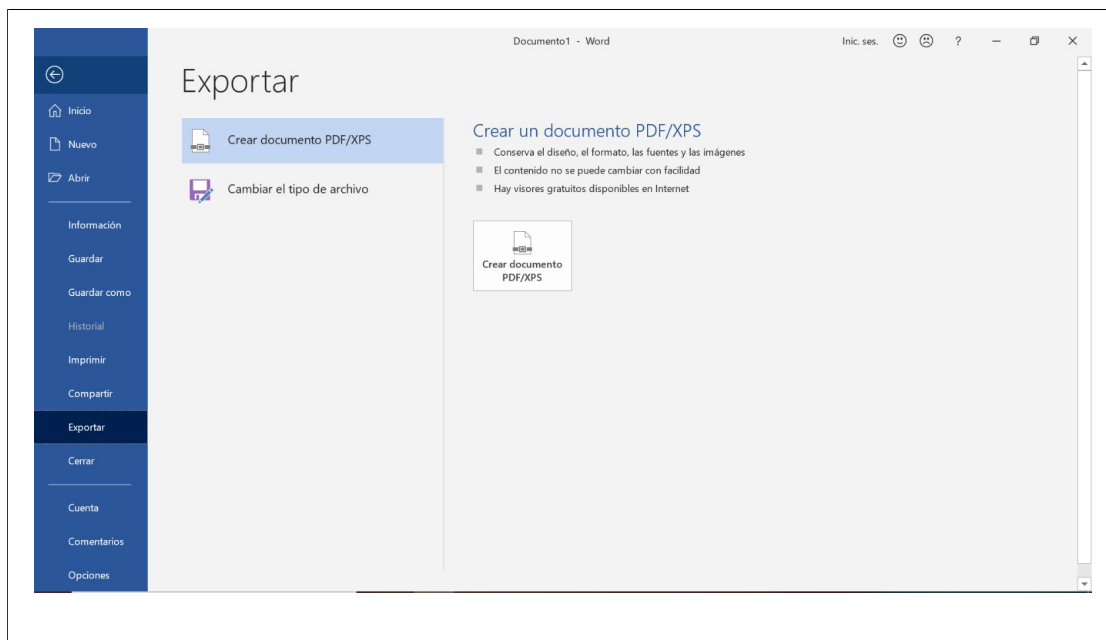 Documento1 - Word
Inic. ses.
?
Exportar
Inicio
Nuevo
Abrir
Información
Guardar
Guardar como
Historial
Imprimir
Compartir
Exportar
Cerrar
Cuenta
Comentarios
Opciones
Crear documento PDF/XPS
Cambiar el tipo de archivo
Crear un documento PDF/XPS
Conserva el diseño, el formato, las fuentes y las imágenes
El contenido no se puede cambiar con facilidad
Hay visores gratuitos disponibles en Internet
Crear documento
PDF/XPS